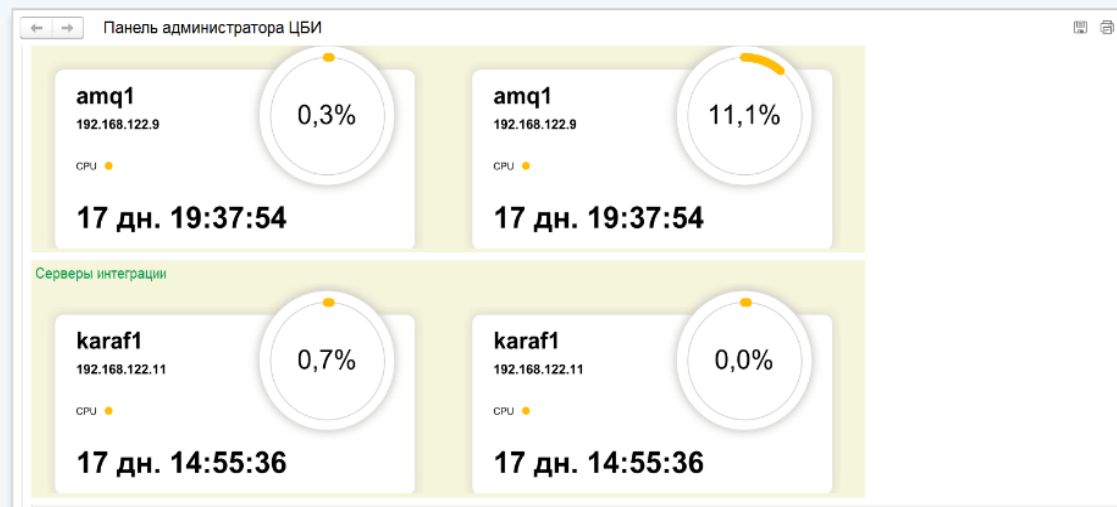 Панель администратора ЦБИ
amq1
192.168.122.9
0,3%
CPU
17 дн. 19:37:54
amq1
192.168.122.9
11,1%
CPU
17 дн. 19:37:54
Серверы интеграции
karaf1
192.168.122.11
0,7%
CPU
17 дн. 14:55:36
karaf1
192.168.122.11
0,0%
CPU
17 дн. 14:55:36